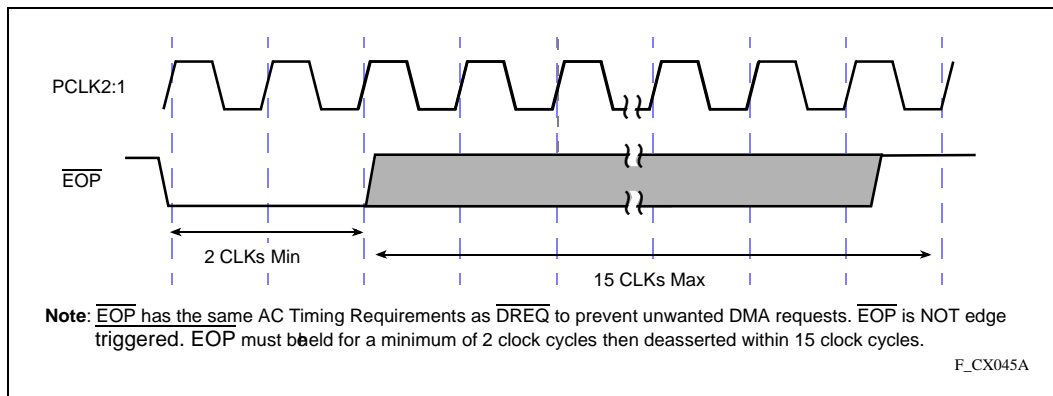 PCLK2:1
EOP
2 CLKs Min
15 CLKs Max
Note: EOP has the same AC Timing Requirements as DREQ to prevent unwanted DMA requests. EOP is NOT edge
triggered. EOP must be held for a minimum of 2 clock cycles then deasserted within 15 clock cycles.
F_CX045A